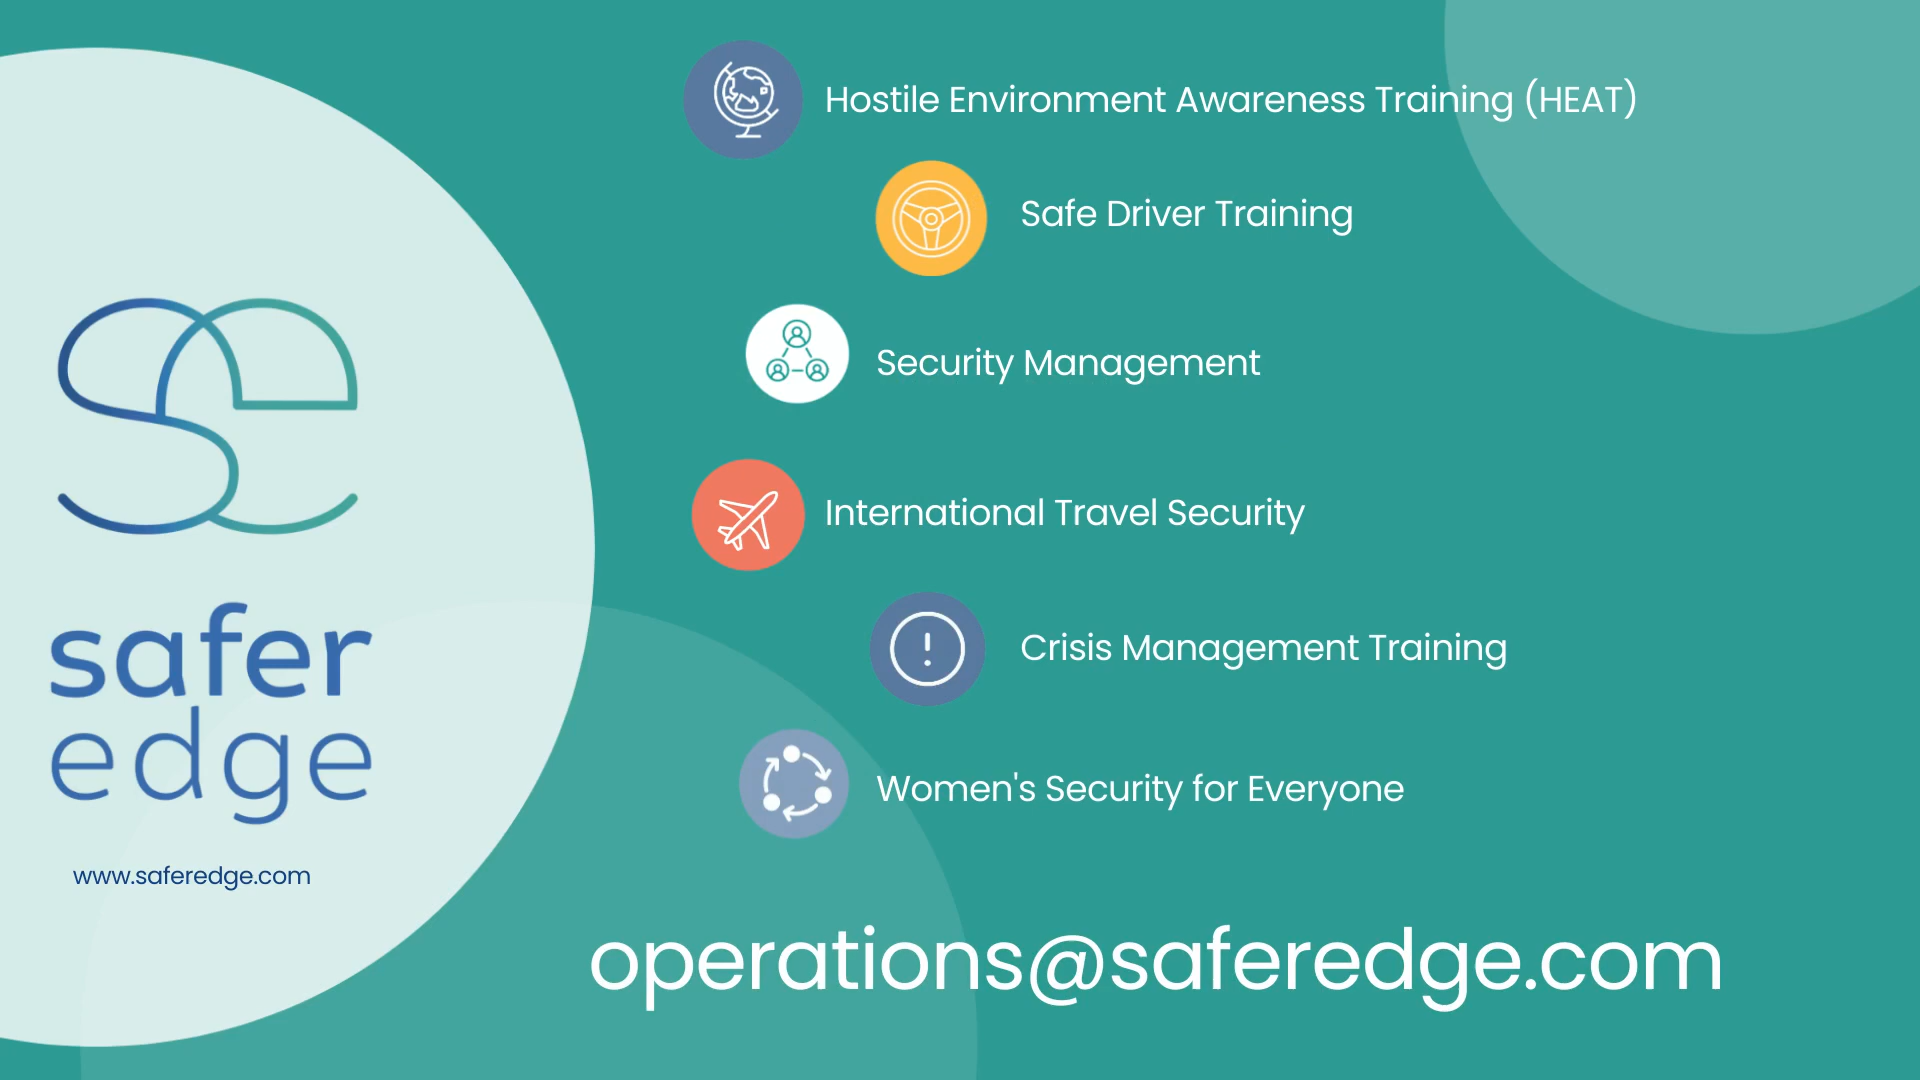 Hostile Environment Awareness Training (HEAT)
Safe Driver Training
Security Management
International Travel Security
Crisis Management Training
Women's Security for Everyone
se
safer
edge
www.saferedge.com
operations@saferedge.com